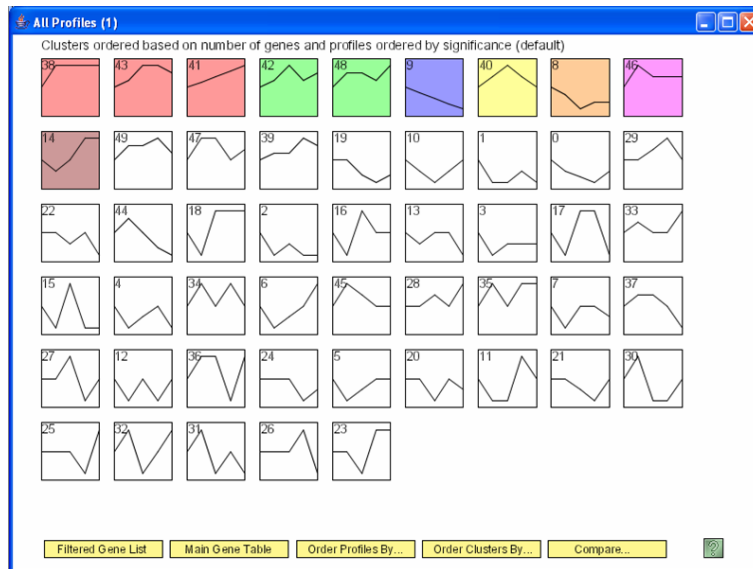 All Profiles (1)
Clusters ordered based on number of genes and profiles ordered by significance (default)
38 43 41 42 48 9 40 8 46
14 49 47 39 19 10 1 0 29
22 44 18 2 16 13 3 17 33
15 4 34 6 45 28 35 7 37
27 12 36 24 5 20 11 21 30
25 32 31 26 23
Filtered Gene List Main Gene Table Order Profiles By... Order Clusters By... Compare... ?